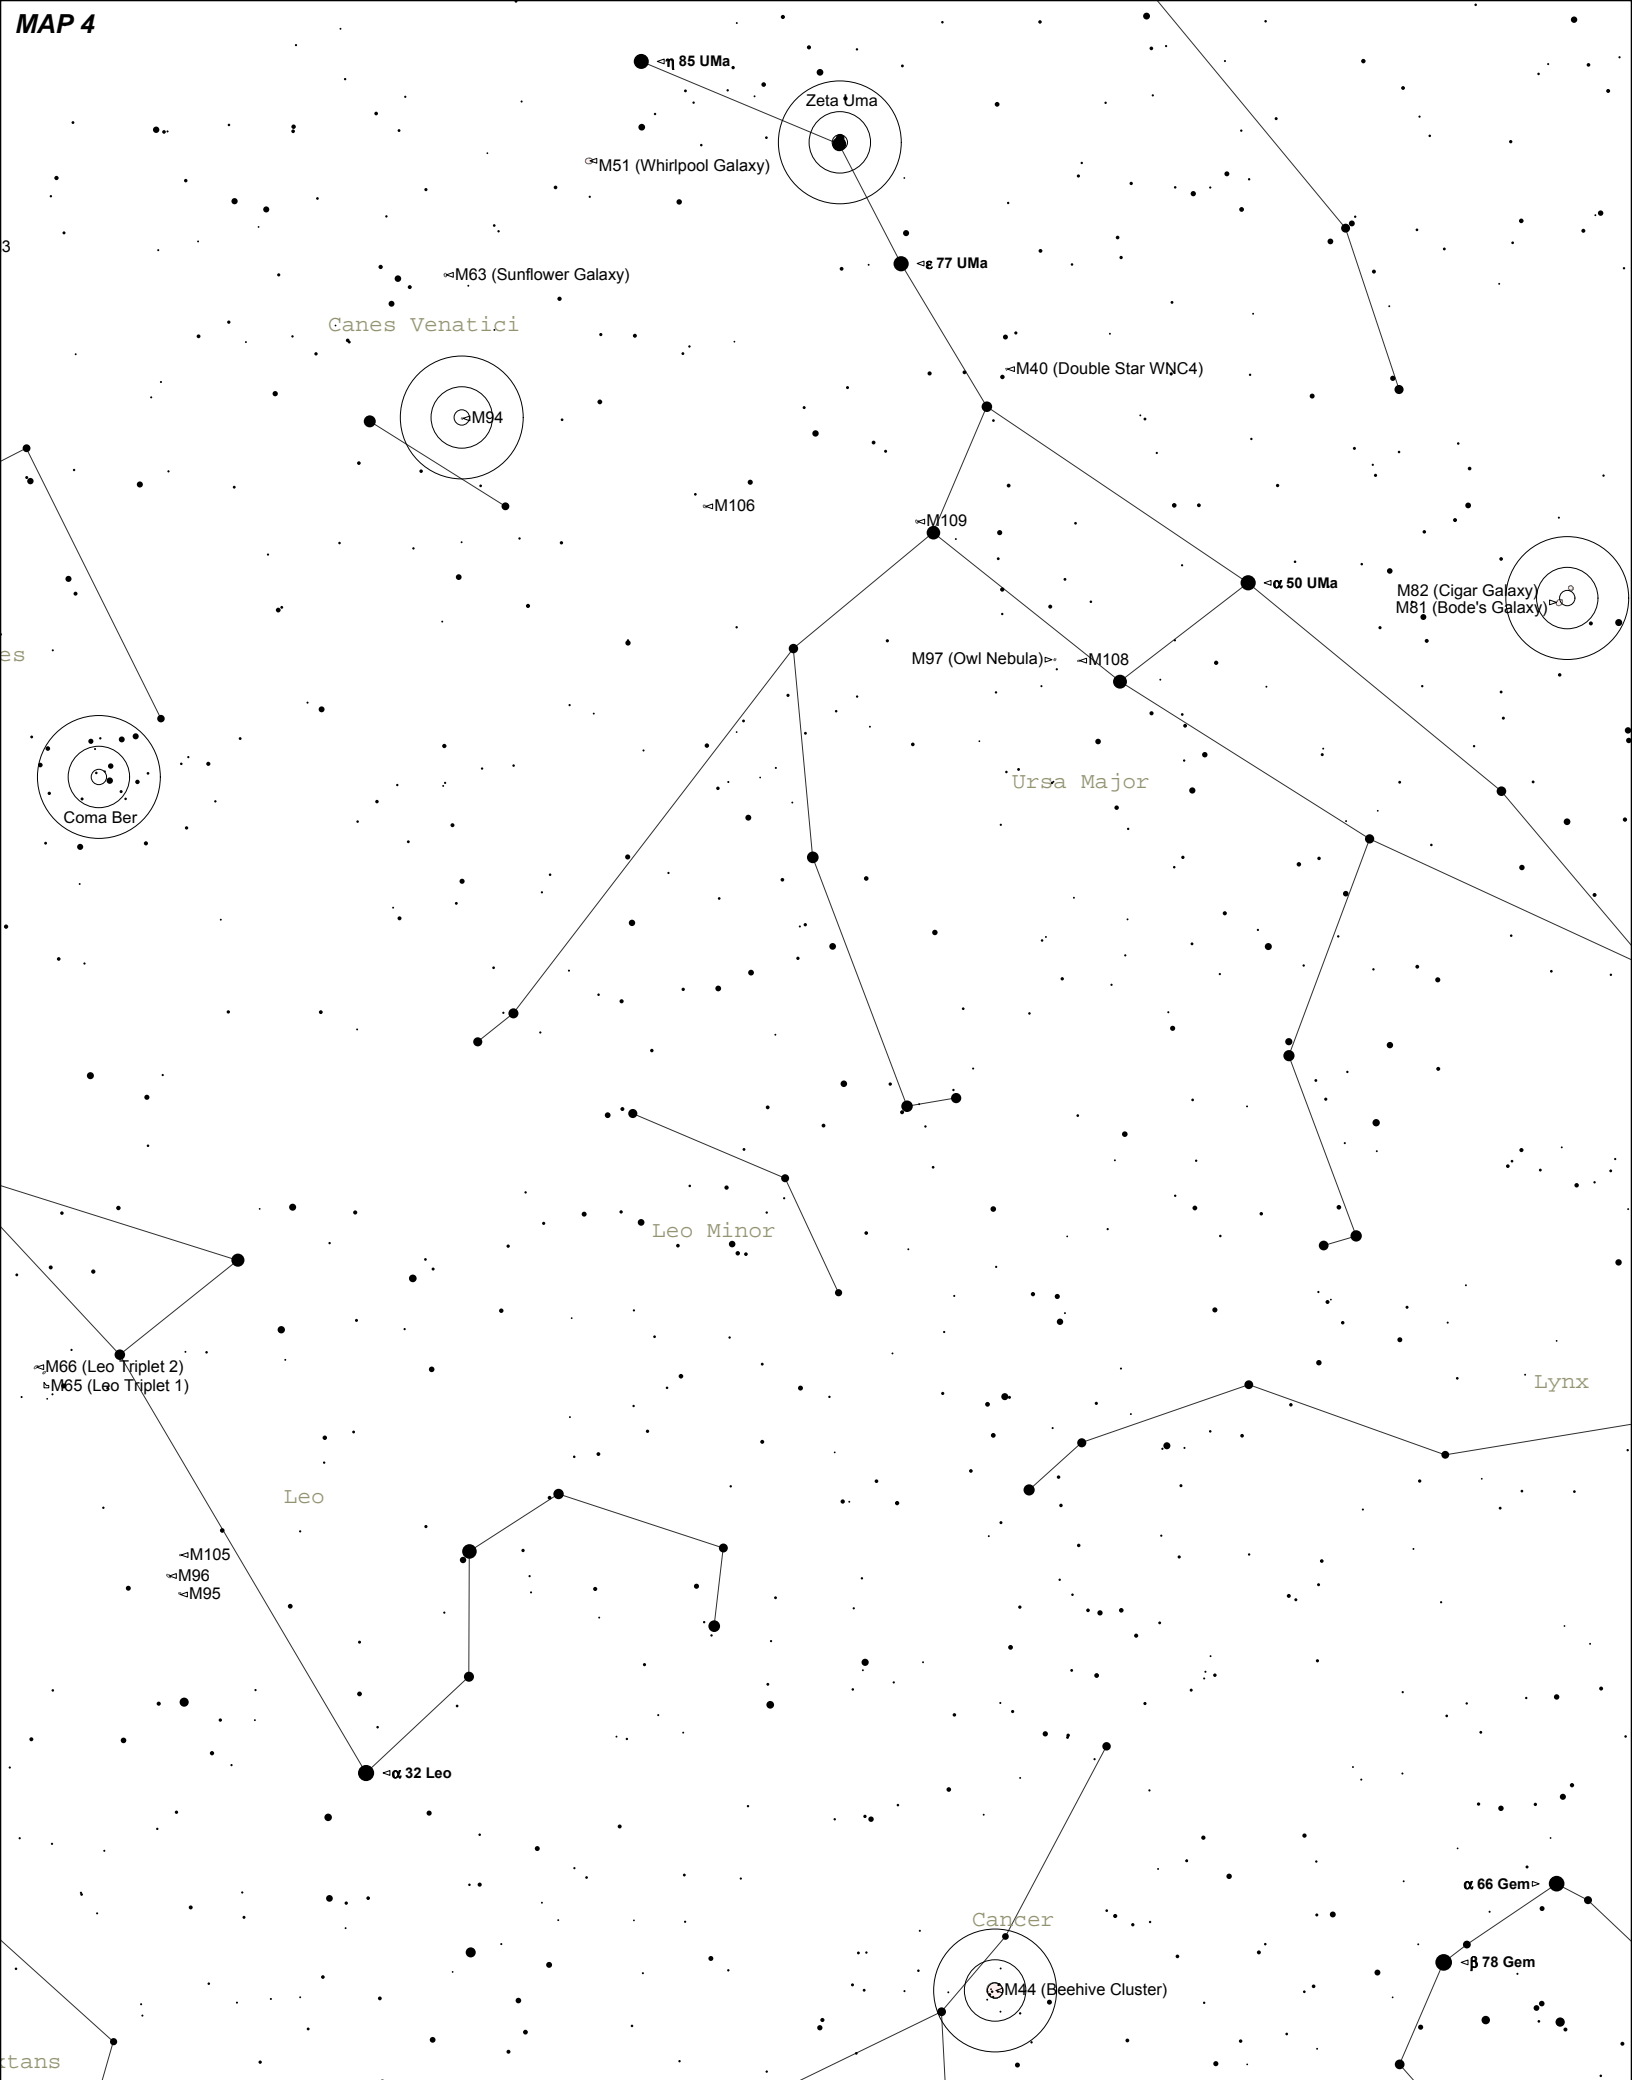 MAP 4
η 85 UMa
Zeta Uma
M51 (Whirlpool Galaxy)
3
ε 77 UMa
M63 (Sunflower Galaxy)
Canes Venatici
M40 (Double Star WNC4)
M94
M106
M109
α 50 UMa
M82 (Cigar Galaxy)
M81 (Bode's Galaxy)
es
M97 (Owl Nebula)
M108
Ursa Major
Coma Ber
Leo Minor
M66 (Leo Triplet 2)
M65 (Leo Triplet 1)
Lynx
Leo
M105
M96
M95
α 32 Leo
α 66 Gem
Cancer
β 78 Gem
M44 (Beehive Cluster)
xtans